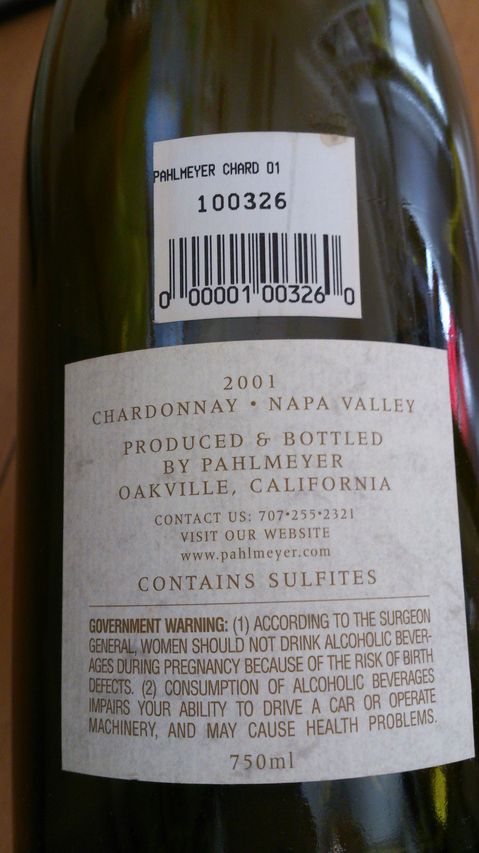 PAHLMEYER CHARD 01
100326
0 00001 00326 0
2001
CHARDONNAY • NAPA VALLEY
PRODUCED & BOTTLED
BY PAHLMEYER
OAKVILLE, CALIFORNIA
CONTACT US: 707•255•2321
VISIT OUR WEBSITE
www.pahlmeyer.com
CONTAINS SULFITES
GOVERNMENT WARNING: (1) ACCORDING TO THE SURGEON
GENERAL, WOMEN SHOULD NOT DRINK ALCOHOLIC BEVER-
AGES DURING PREGNANCY BECAUSE OF THE RISK OF BIRTH
DEFECTS. (2) CONSUMPTION OF ALCOHOLIC BEVERAGES
IMPAIRS YOUR ABILITY TO DRIVE A CAR OR OPERATE
MACHINERY, AND MAY CAUSE HEALTH PROBLEMS.
750ml